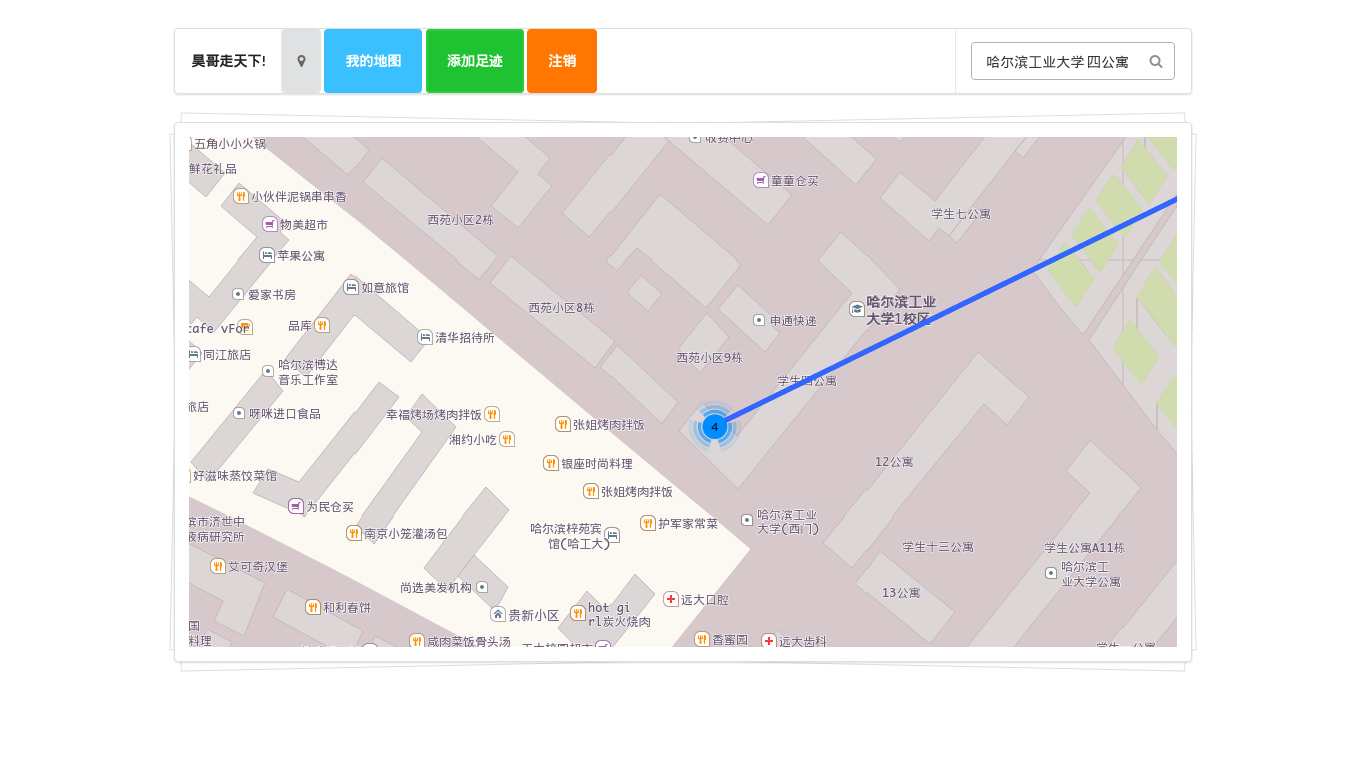 昊哥走天下!
我的地图
添加足迹
注销
哈尔滨工业大学 四公寓
五角小小火锅
收费中心
鲜花礼品
童童仓买
小伙伴泥锅串串香
西苑小区2栋
学生七公寓
物美超市
苹果公寓
如意旅馆
爱家书房
哈尔滨工业
大学1校区
西苑小区8栋
cafe vFor
品库
申通快递
清华招待所
同江旅店
西苑小区9栋
哈尔滨博达
音乐工作室
学生四公寓
旅店
呀咪进口食品
幸福烤场烤肉拌饭
张姐烤肉拌饭
4
湘约小吃
银座时尚料理
12公寓
好滋味蒸饺菜馆
张姐烤肉拌饭
为民仓买
滨市济世中
液病研究所
南京小笼灌汤包
哈尔滨梓苑宾
馆(哈工大)
护军家常菜
哈尔滨工业
大学(西门)
学生十三公寓
学生公寓A11栋
艾可奇汉堡
哈尔滨工
业大学公寓
尚选美发机构
13公寓
和利春饼
贵新小区
hot gi
rl炭火烧肉
远大口腔
国
料理
咸肉菜饭骨头汤
香蜜园
远大齿科